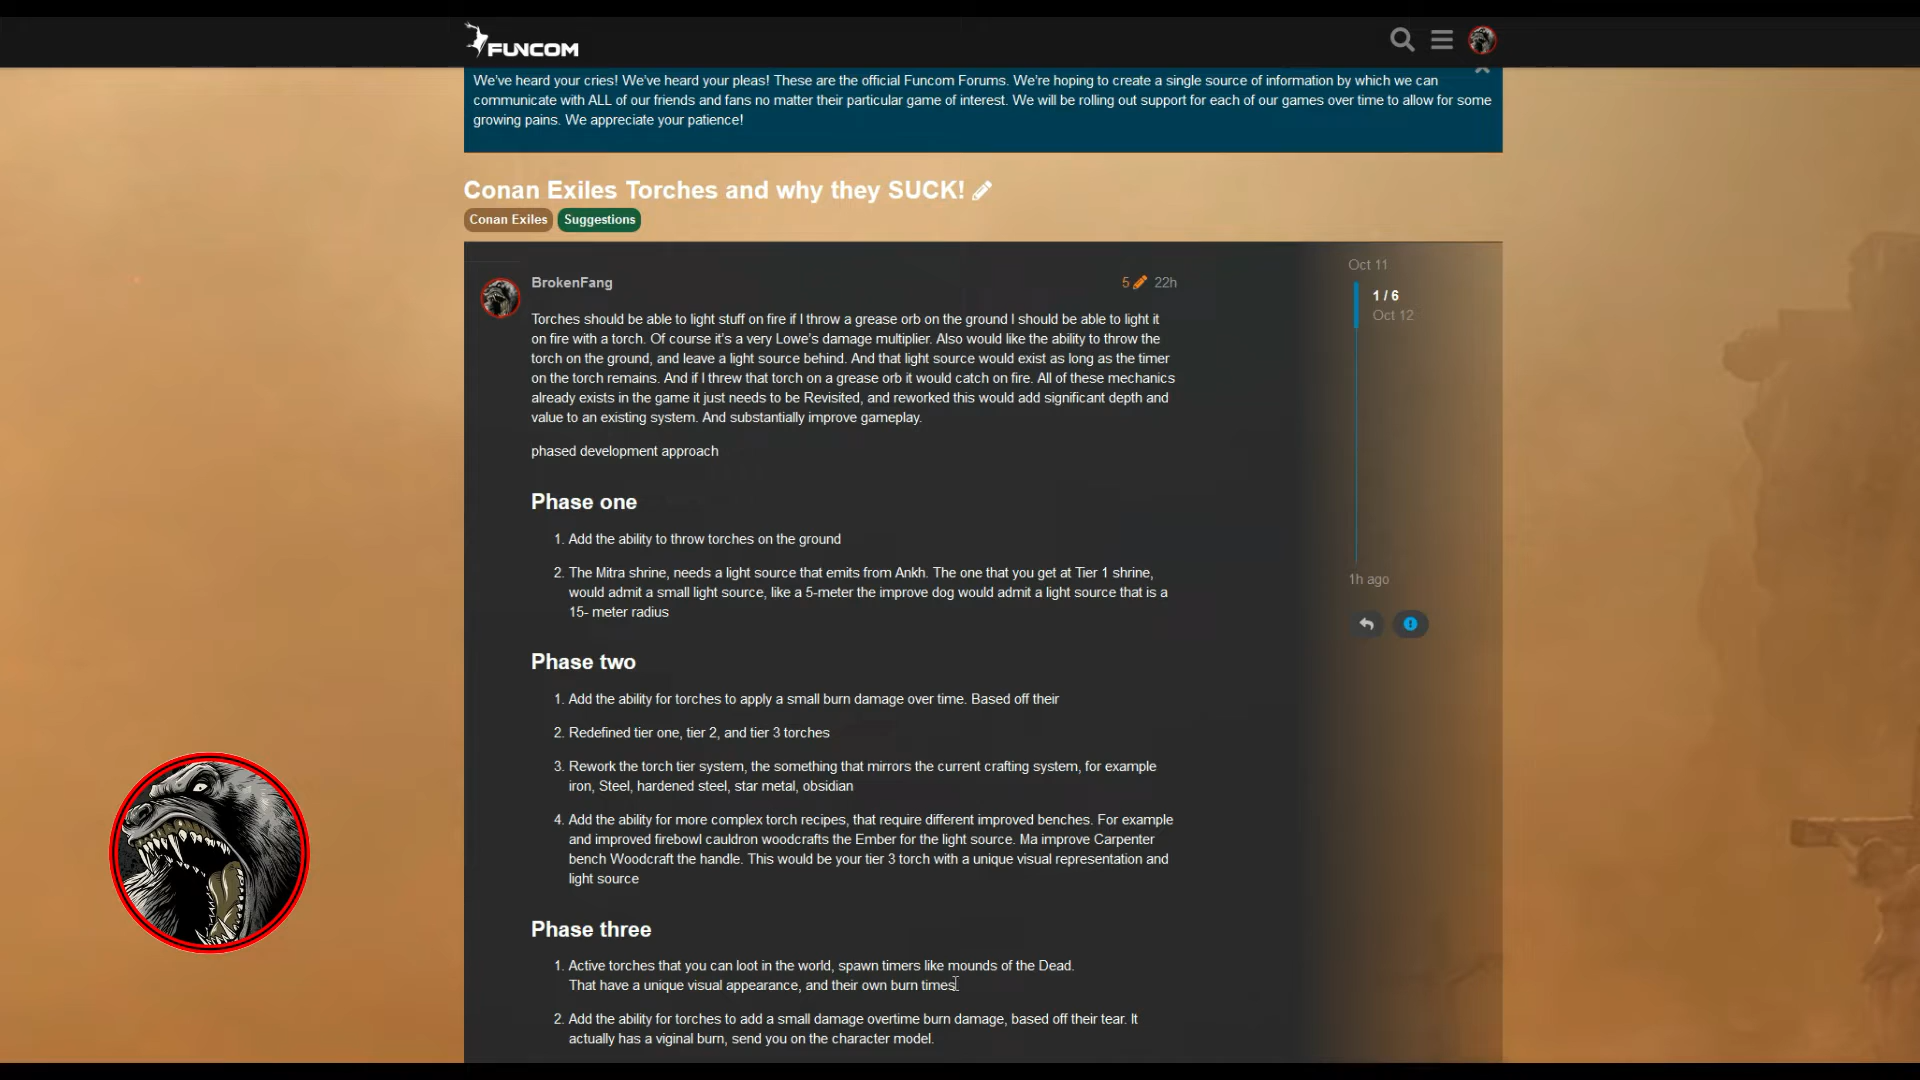 FUNCOM
We've heard your cries! We've heard your pleas! These are the official Funcom Forums. We're hoping to create a single source of information by which we can
communicate with ALL of our friends and fans no matter their particular game of interest. We will be rolling out support for each of our games over time to allow for some
growing pains. We appreciate your patience!
Conan Exiles Torches and why they SUCK!
Conan Exiles Suggestions
BrokenFang 5 22h
Torches should be able to light stuff on fire if I throw a grease orb on the ground I should be able to light it
on fire with a torch. Of course it's a very Lowe's damage multiplier. Also would like the ability to throw the
torch on the ground, and leave a light source behind. And that light source would exist as long as the timer
on the torch remains. And if I threw that torch on a grease orb it would catch on fire. All of these mechanics
already exists in the game it just needs to be Revisited, and reworked this would add significant depth and
value to an existing system. And substantially improve gameplay.
phased development approach
Phase one
1. Add the ability to throw torches on the ground
2. The Mitra shrine, needs a light source that emits from Ankh. The one that you get at Tier 1 shrine,
would admit a small light source, like a 5-meter the improve dog would admit a light source that is a
15- meter radius
Phase two
1. Add the ability for torches to apply a small burn damage over time. Based off their
2. Redefined tier one, tier 2, and tier 3 torches
3. Rework the torch tier system, the something that mirrors the current crafting system, for example
iron, Steel, hardened steel, star metal, obsidian
4. Add the ability for more complex torch recipes, that require different improved benches. For example
and improved firebowl cauldron woodcrafts the Ember for the light source. Ma improve Carpenter
bench Woodcraft the handle. This would be your tier 3 torch with a unique visual representation and
light source
Phase three
1. Active torches that you can loot in the world, spawn timers like mounds of the Dead.
That have a unique visual appearance, and their own burn times
2. Add the ability for torches to add a small damage overtime burn damage, based off their tear. It
actually has a viginal burn, send you on the character model.
Oct 11
1 / 6
Oct 12
1h ago